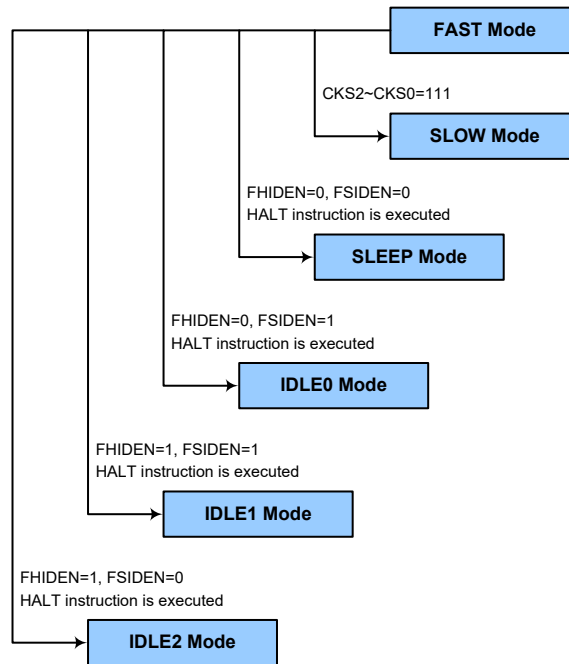 FAST Mode
CKS2~CKS0=111
SLOW Mode
FHIDEN=0, FSIDEN=0
HALT instruction is executed
SLEEP Mode
FHIDEN=0, FSIDEN=1
HALT instruction is executed
IDLE0 Mode
FHIDEN=1, FSIDEN=1
HALT instruction is executed
IDLE1 Mode
FHIDEN=1, FSIDEN=0
HALT instruction is executed
IDLE2 Mode